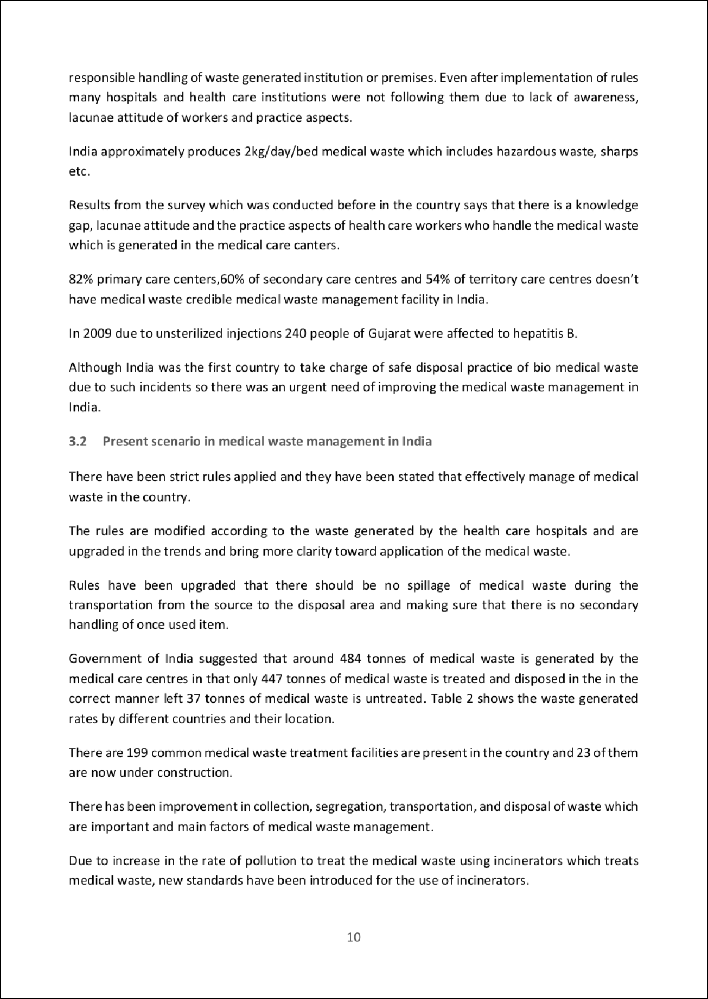 responsible handling of waste generated institution or premises. Even after implementation of rules
many hospitals and health care institutions were not following them due to lack of awareness,
lacunae attitude of workers and practice aspects.
India approximately produces 2kg/day/bed medical waste which includes hazardous waste, sharps
etc.
Results from the survey which was conducted before in the country says that there is a knowledge
gap, lacunae attitude and the practice aspects of health care workers who handle the medical waste
which is generated in the medical care canters.
82% primary care centers,60% of secondary care centres and 54% of territory care centres doesn’t
have medical waste credible medical waste management facility in India.
In 2009 due to unsterilized injections 240 people of Gujarat were affected to hepatitis B.
Although India was the first country to take charge of safe disposal practice of bio medical waste
due to such incidents so there was an urgent need of improving the medical waste management in
India.
3.2 Present scenario in medical waste management in India
There have been strict rules applied and they have been stated that effectively manage of medical
waste in the country.
The rules are modified according to the waste generated by the health care hospitals and are
upgraded in the trends and bring more clarity toward application of the medical waste.
Rules have been upgraded that there should be no spillage of medical waste during the
transportation from the source to the disposal area and making sure that there is no secondary
handling of once used item.
Government of India suggested that around 484 tonnes of medical waste is generated by the
medical care centres in that only 447 tonnes of medical waste is treated and disposed in the in the
correct manner left 37 tonnes of medical waste is untreated. Table 2 shows the waste generated
rates by different countries and their location.
There are 199 common medical waste treatment facilities are present in the country and 23 of them
are now under construction.
There has been improvement in collection, segregation, transportation, and disposal of waste which
are important and main factors of medical waste management.
Due to increase in the rate of pollution to treat the medical waste using incinerators which treats
medical waste, new standards have been introduced for the use of incinerators.
10